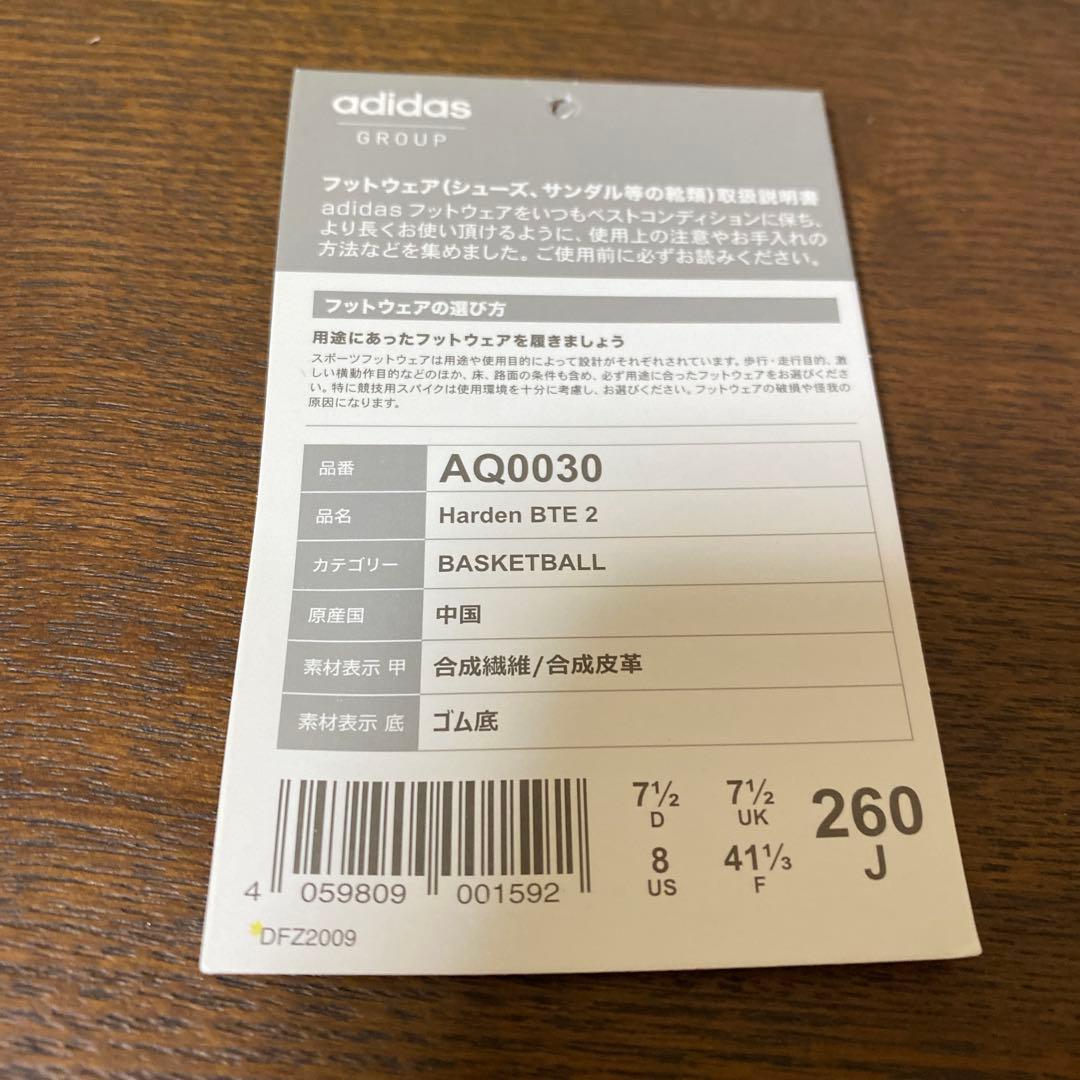 adidas
GROUP
フットウェア(シューズ、サンダル等の靴類)取扱説明書
adidas フットウェアをいつもベストコンディションに保ち、
より長くお使い頂けるように、使用上の注意やお手入れの
方法などを集めました。ご使用前に必ずお読みください。
フットウェアの選び方
用途にあったフットウェアを履きましょう
スポーツフットウェアは用途や使用目的によって設計がそれぞれされています。歩行・走行目的、激
しい横動作目的などのほか、床、路面の条件も含め、必ず用途に合ったフットウェアをお選びくださ
い。特に競技用スパイクは使用環境を十分に考慮し、お選びください。フットウェアの破損や怪我の
原因になります。
品番 AQ0030
品名 Harden BTE 2
カテゴリー BASKETBALL
原産国 中国
素材表示 甲 合成繊維/合成皮革
素材表示 底 ゴム底
7½ D
7½ UK
260 J
8 US
41⅓ F
4 059809 001592
DFZ2009